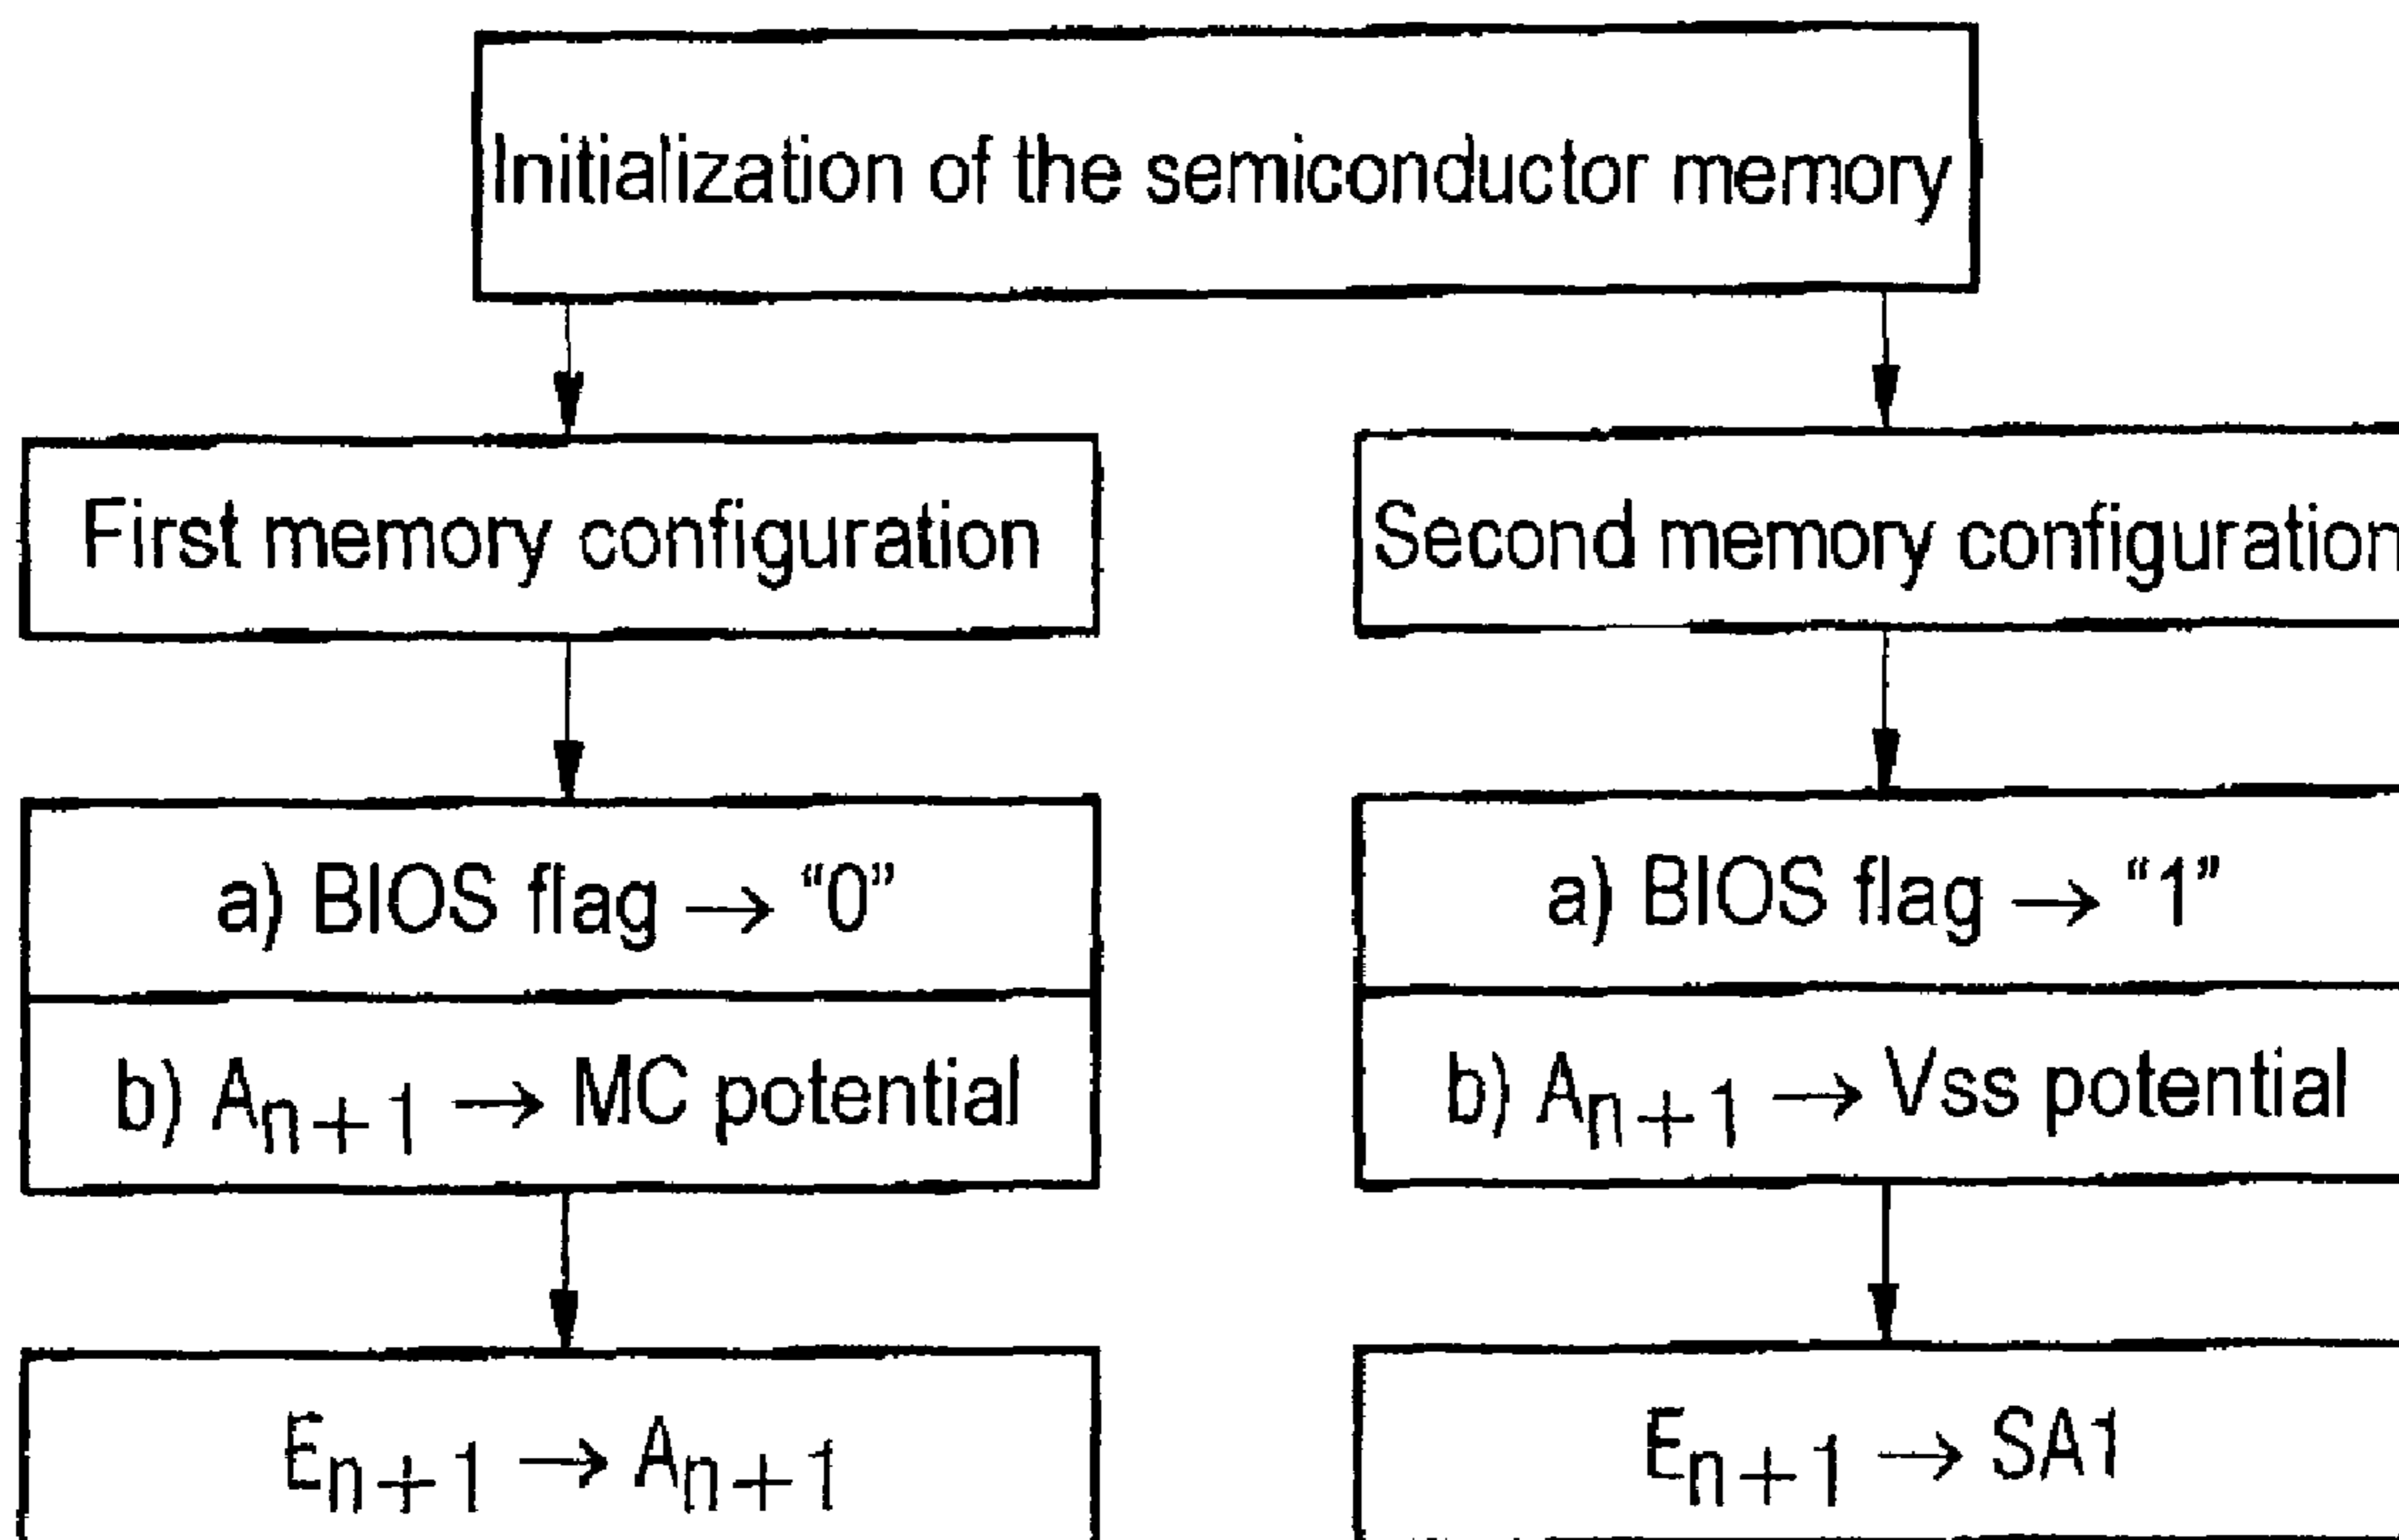 Initialization of the semiconductor memory
First memory configuration
Second memory configuration
a) BIOS flag → “0”
b) Aₙ₊₁ → MC potential
a) BIOS flag → “1”
b) Aₙ₊₁ → Vss potential
Eₙ₊₁ → Aₙ₊₁
Eₙ₊₁ → SA1